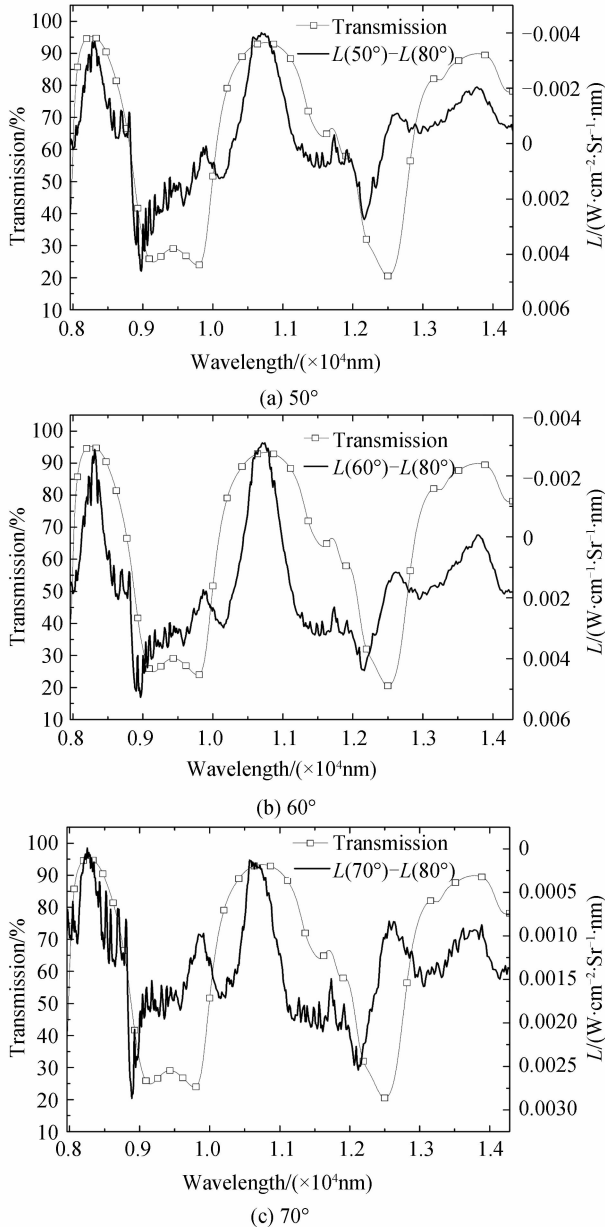 100
90
80
70
60
50
40
30
20
10
Transmission/%
Transmission
L(50°)−L(80°)
−0.004
−0.002
0
0.002
0.004
0.006
L/(W·cm⁻²·Sr⁻¹·nm)
0.8 0.9 1.0 1.1 1.2 1.3 1.4
Wavelength/(×10⁴nm)
(a) 50°
100
90
80
70
60
50
40
30
20
10
Transmission/%
Transmission
L(60°)−L(80°)
−0.004
−0.002
0
0.002
0.004
0.006
L/(W·cm⁻¹·Sr⁻¹·nm)
0.8 0.9 1.0 1.1 1.2 1.3 1.4
Wavelength/(×10⁴nm)
(b) 60°
100
90
80
70
60
50
40
30
20
10
Transmission/%
Transmission
L(70°)−L(80°)
0
0.0005
0.0010
0.0015
0.0020
0.0025
0.0030
L/(W·cm⁻²·Sr⁻¹·nm)
0.8 0.9 1.0 1.1 1.2 1.3 1.4
Wavelength/(×10⁴nm)
(c) 70°